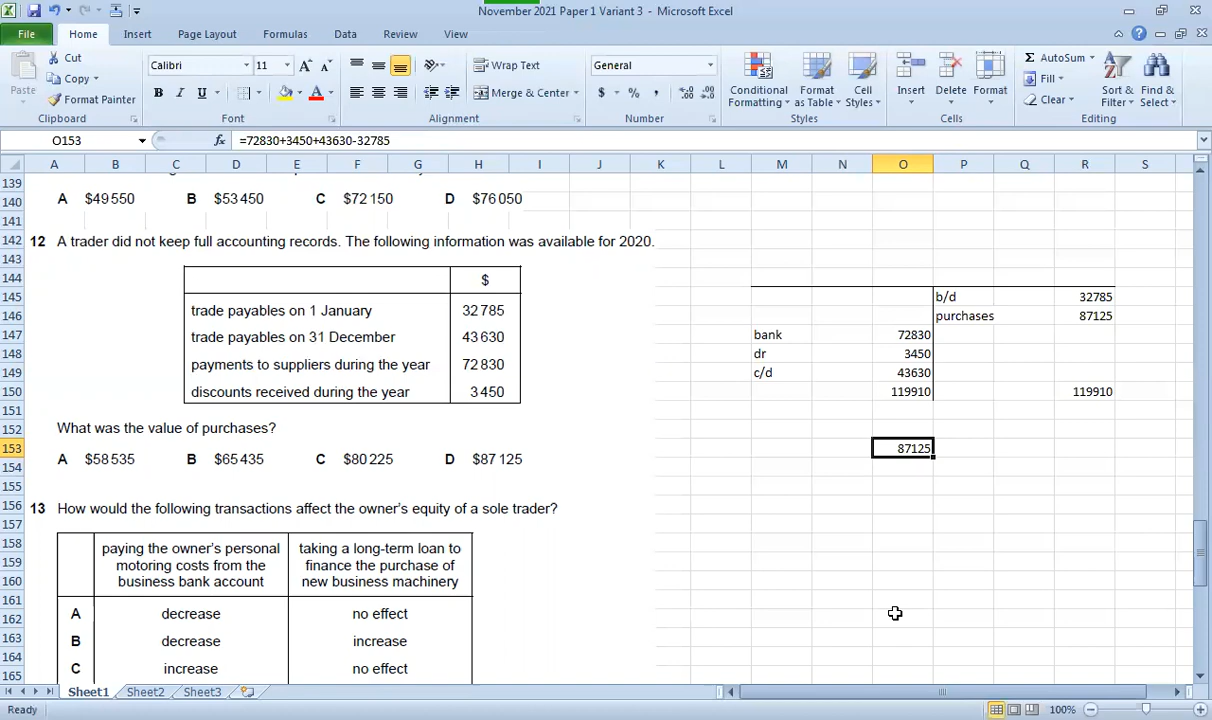 November 2021 Paper 1 Variant 3 - Microsoft Excel
File Home Insert Page Layout Formulas Data Review View
Cut
Copy
Format Painter
Paste
Calibri 11
General
Wrap Text
Merge & Center
Conditional Formatting
Format as Table
Cell Styles
Insert Delete Format
AutoSum
Fill
Clear
Sort & Filter
Find & Select
Clipboard Font Alignment Number Styles Cells Editing
O153 fx =72830+3450+43630-32785
A B C D E F G H I J K L M N O P Q R S
139
140 A $49 550 B $53 450 C $72 150 D $76 050
141
142 12 A trader did not keep full accounting records. The following information was available for 2020.
143
144 $
145 trade payables on 1 January 32 785 b/d 32785
146 purchases 87125
147 trade payables on 31 December 43 630 bank 72830
148 payments to suppliers during the year 72 830 dr 3450
149 c/d 43630
150 discounts received during the year 3 450 119910 119910
151
152 What was the value of purchases?
153 87125
154 A $58 535 B $65 435 C $80 225 D $87 125
155
156 13 How would the following transactions affect the owner's equity of a sole trader?
157
158 paying the owner's personal taking a long-term loan to
159 motoring costs from the finance the purchase of
160 business bank account new business machinery
161
162 A decrease no effect
163 B decrease increase
164
165 C increase no effect
Sheet1 Sheet2 Sheet3
Ready 100%